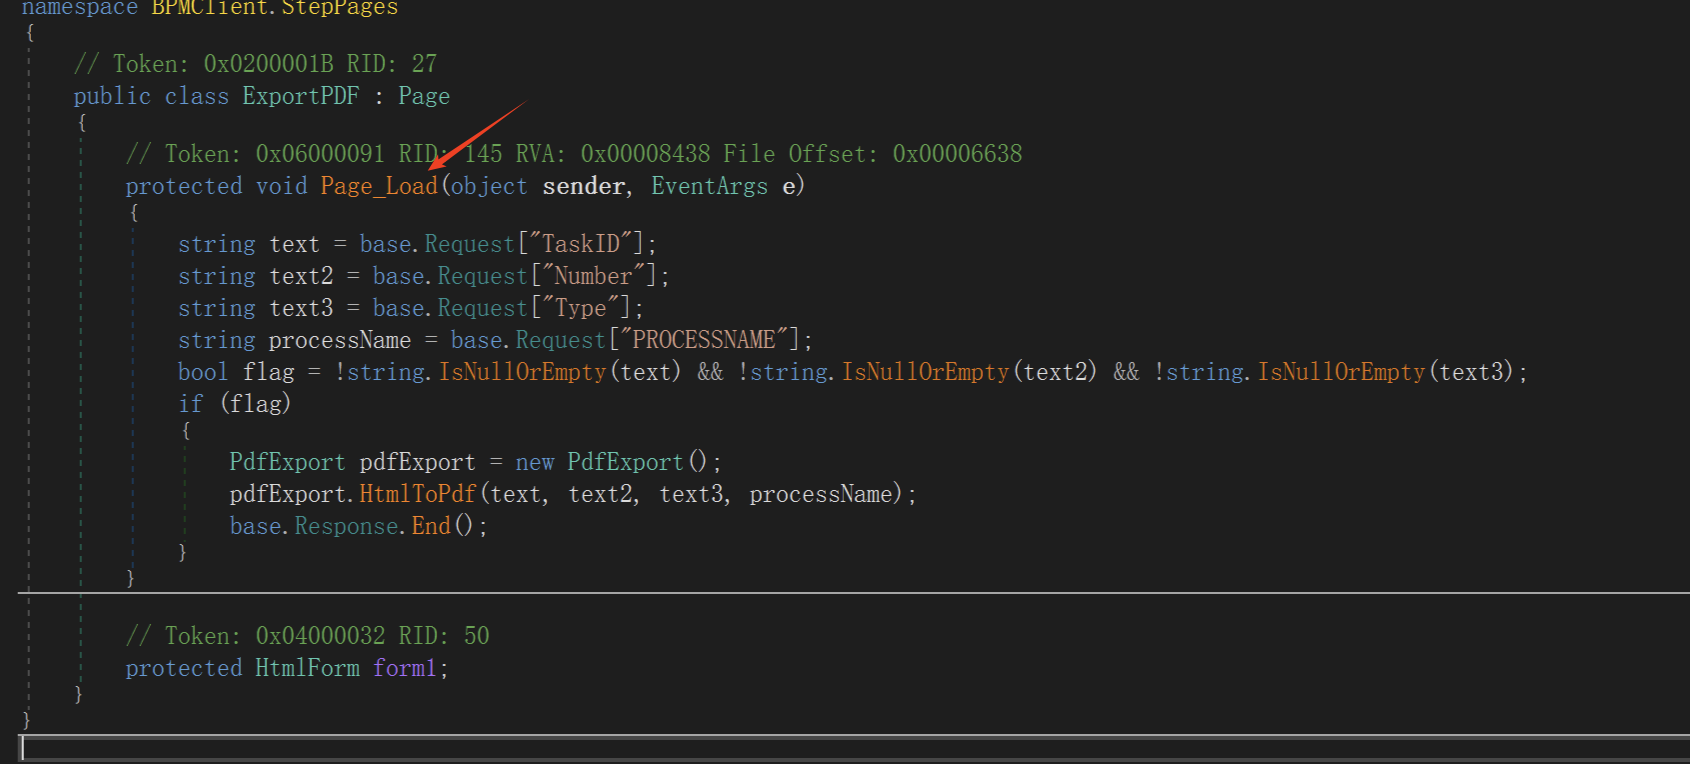 namespace BPMClient.StepPages
{
// Token: 0x0200001B RID: 27
public class ExportPDF : Page
{
// Token: 0x06000091 RID: 145 RVA: 0x00008438 File Offset: 0x00006638
protected void Page_Load(object sender, EventArgs e)
{
string text = base.Request["TaskID"];
string text2 = base.Request["Number"];
string text3 = base.Request["Type"];
string processName = base.Request["PROCESSNAME"];
bool flag = !string.IsNullOrEmpty(text) && !string.IsNullOrEmpty(text2) && !string.IsNullOrEmpty(text3);
if (flag)
{
PdfExport pdfExport = new PdfExport();
pdfExport.HtmlToPdf(text, text2, text3, processName);
base.Response.End();
}
}
// Token: 0x04000032 RID: 50
protected HtmlForm form1;
}
}